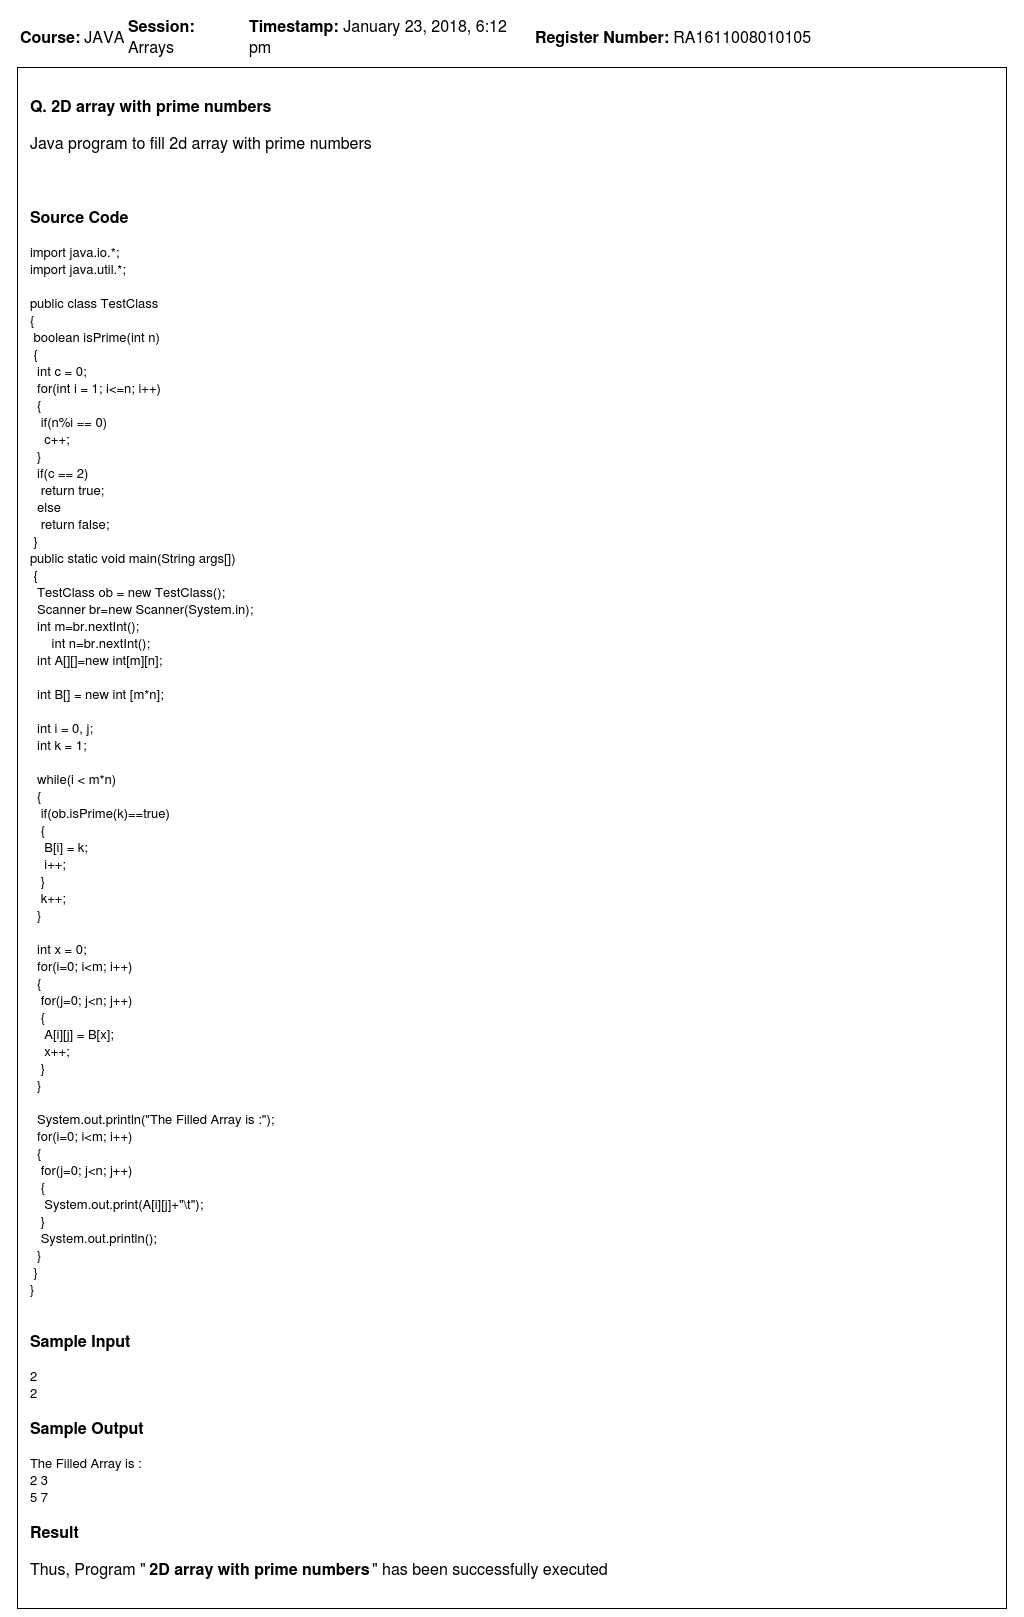 Course: JAVA Session: Arrays Timestamp: January 23, 2018, 6:12 pm Register Number: RA1611008010105
Q. 2D array with prime numbers
Java program to fill 2d array with prime numbers
Source Code
import java.io.*;
import java.util.*;
public class TestClass
{
boolean isPrime(int n)
{
int c = 0;
for(int i = 1; i<=n; i++)
{
if(n%i == 0)
c++;
}
if(c == 2)
return true;
else
return false;
}
public static void main(String args[])
{
TestClass ob = new TestClass();
Scanner br=new Scanner(System.in);
int m=br.nextInt();
int n=br.nextInt();
int A[][]=new int[m][n];
int B[] = new int [m*n];
int i = 0, j;
int k = 1;
while(i < m*n)
{
if(ob.isPrime(k)==true)
{
B[i] = k;
i++;
}
k++;
}
int x = 0;
for(i=0; i<m; i++)
{
for(j=0; j<n; j++)
{
A[i][j] = B[x];
x++;
}
}
System.out.println("The Filled Array is :");
for(i=0; i<m; i++)
{
for(j=0; j<n; j++)
{
System.out.print(A[i][j]+"\t");
}
System.out.println();
}
}
}
Sample Input
2
2
Sample Output
The Filled Array is :
2 3
5 7
Result
Thus, Program " 2D array with prime numbers " has been successfully executed